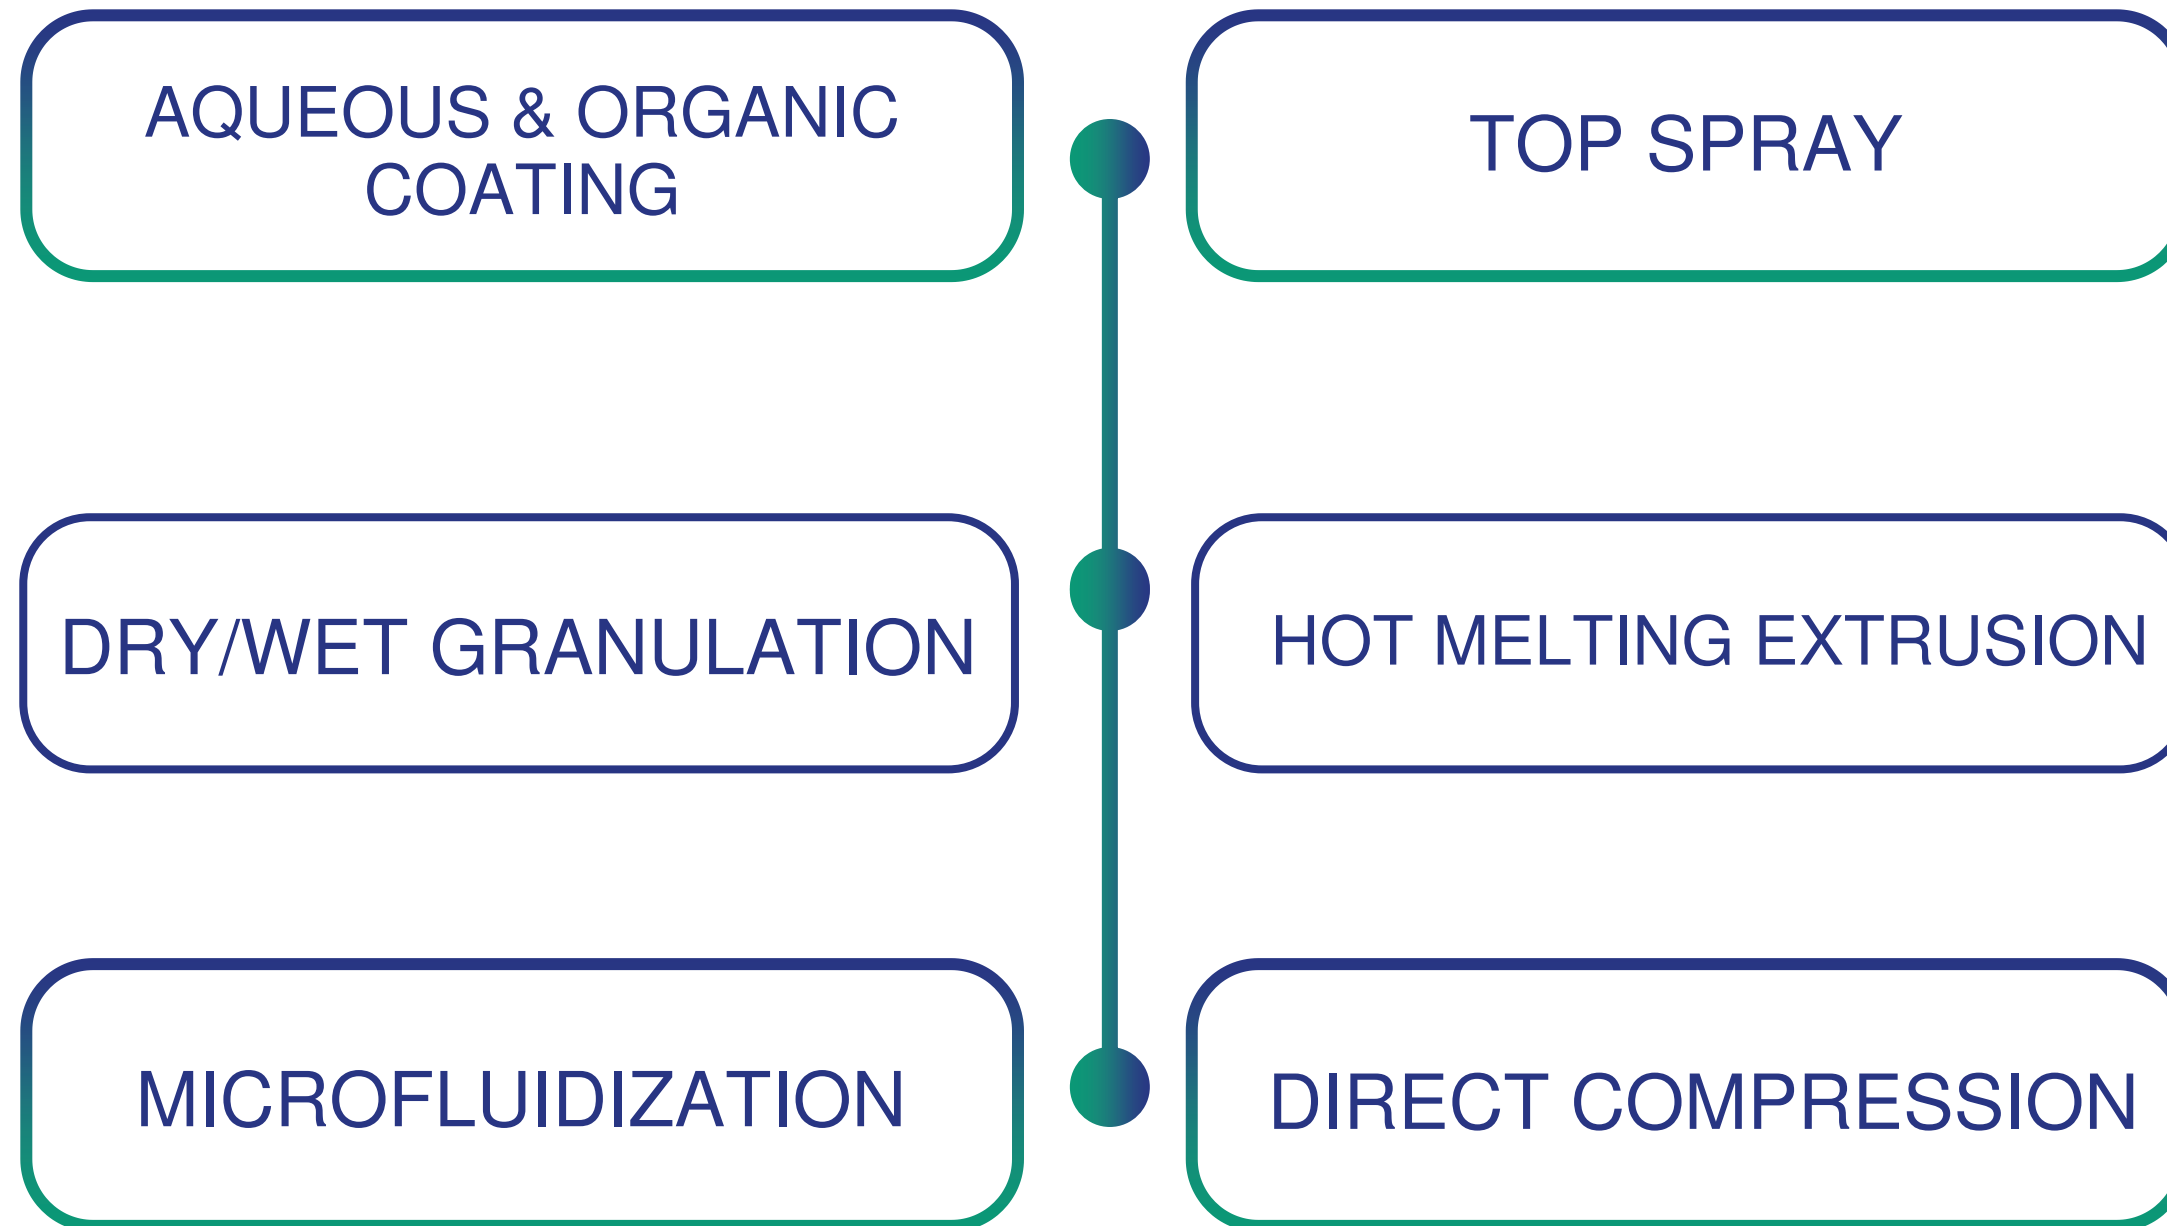 AQUEOUS & ORGANIC
COATING
TOP SPRAY
DRY/WET GRANULATION
HOT MELTING EXTRUSION
MICROFLUIDIZATION
DIRECT COMPRESSION